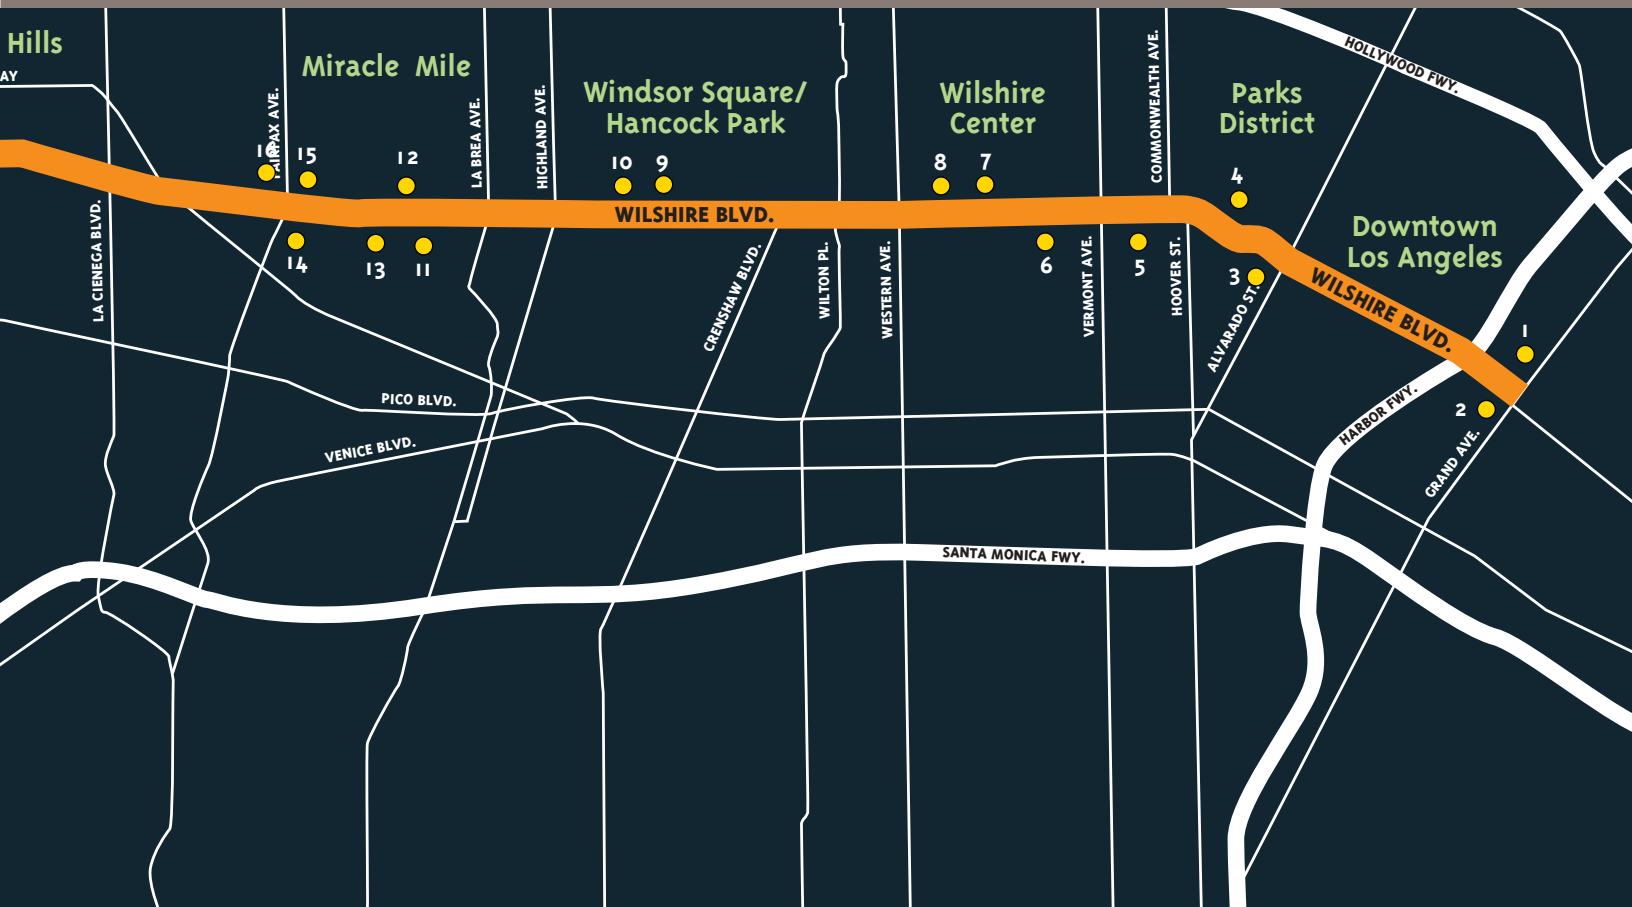 Hills
AY
Miracle Mile
Windsor Square/
Hancock Park
Wilshire
Center
Parks
District
HOLLYWOOD FWY.
COMMONWEALTH AVE.
FAIRFAX AVE.
LA BREA AVE.
HIGHLAND AVE.
16
15
12
10
9
8
7
4
WILSHIRE BLVD.
Downtown
Los Angeles
LA CIENEGA BLVD.
14
13
11
CRENSHAW BLVD.
WILTON PL.
WESTERN AVE.
6
VERMONT AVE.
5
HOOVER ST.
3
ALVARADO ST.
WILSHIRE BLVD.
1
2
PICO BLVD.
VENICE BLVD.
HARBOR FWY.
GRAND AVE.
SANTA MONICA FWY.